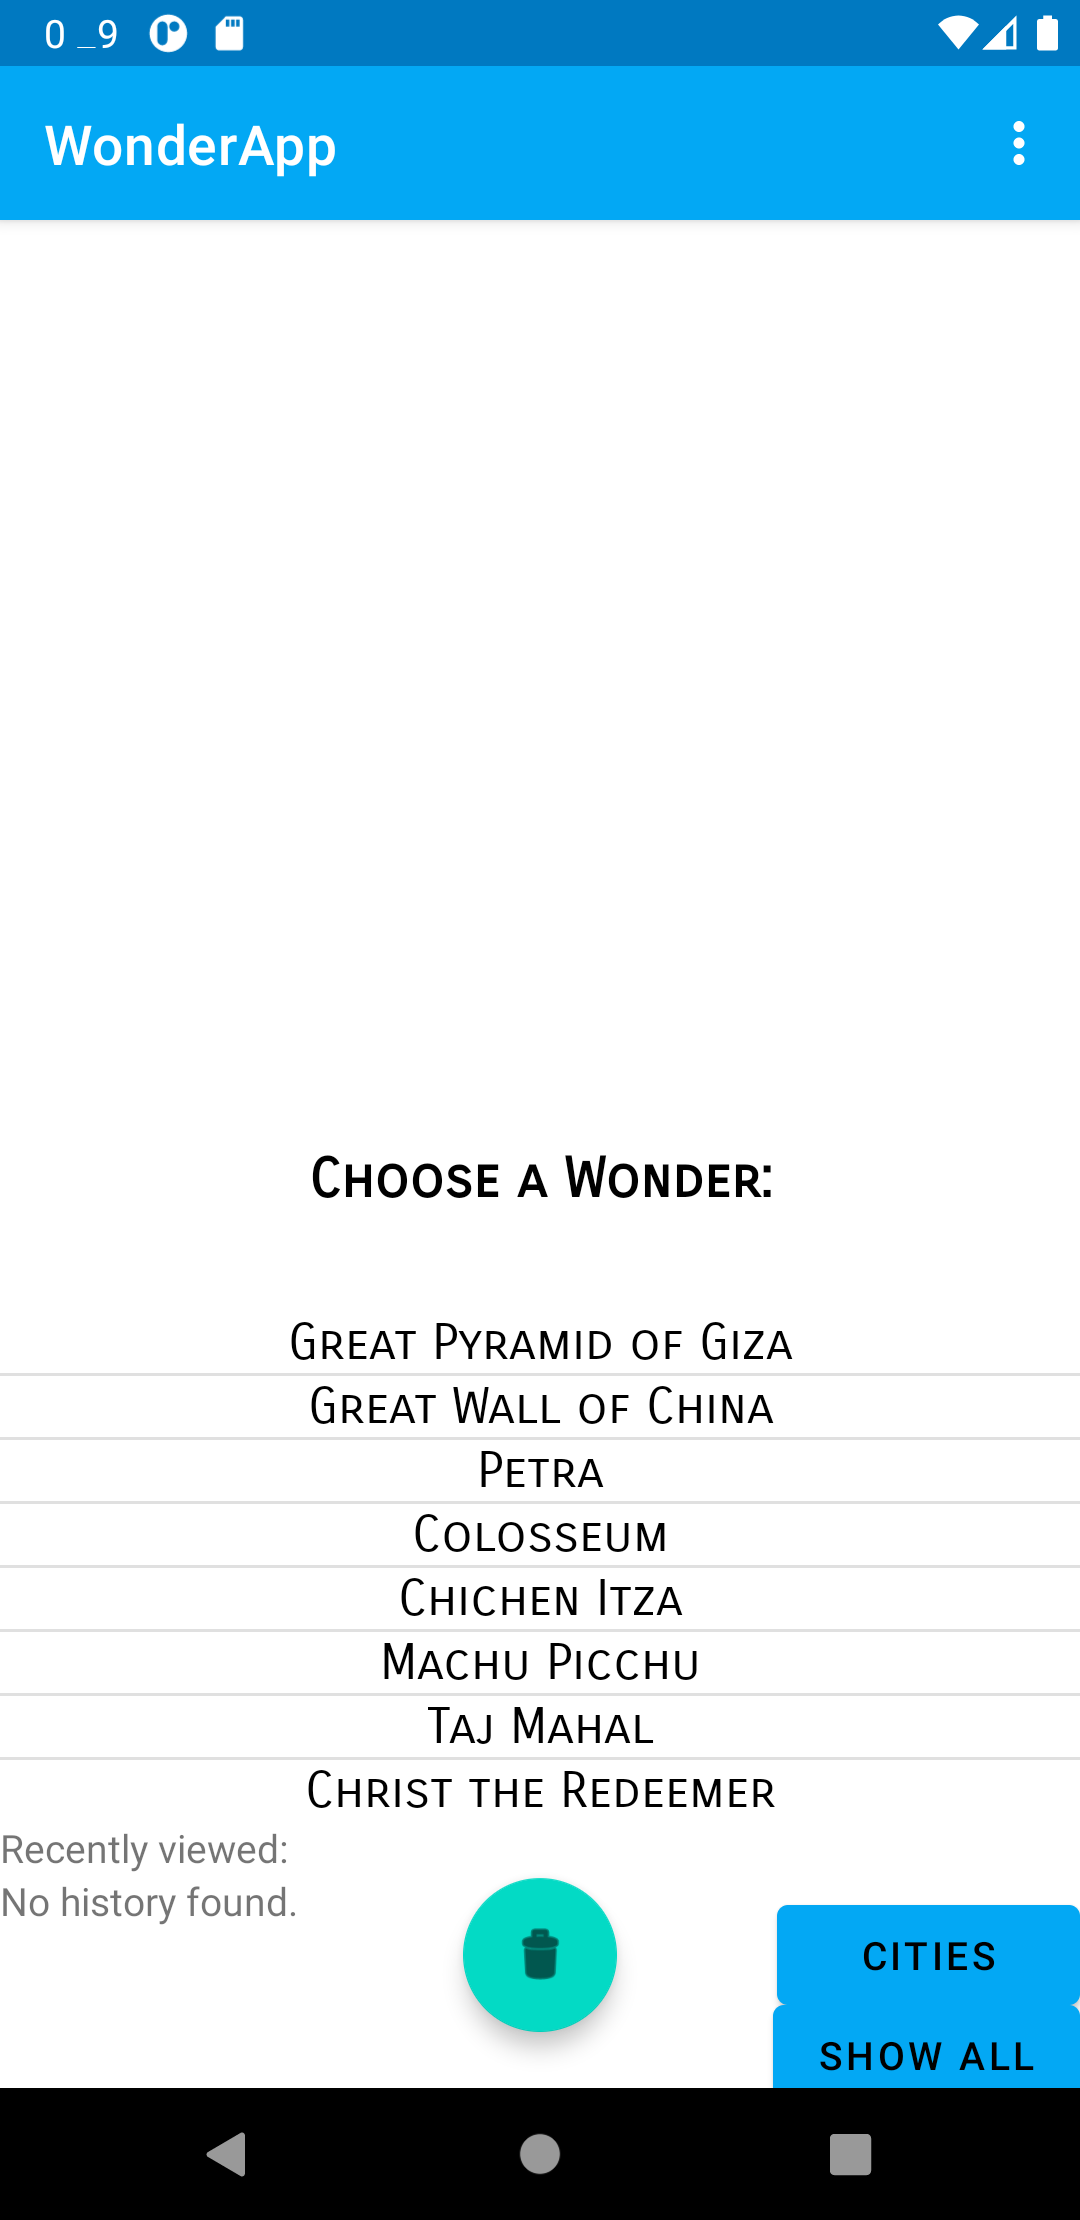 0 _9
WonderApp
Choose a Wonder:
Great Pyramid of Giza
Great Wall of China
Petra
Colosseum
Chichen Itza
Machu Picchu
Taj Mahal
Christ the Redeemer
Recently viewed:
No history found.
CITIES
SHOW ALL